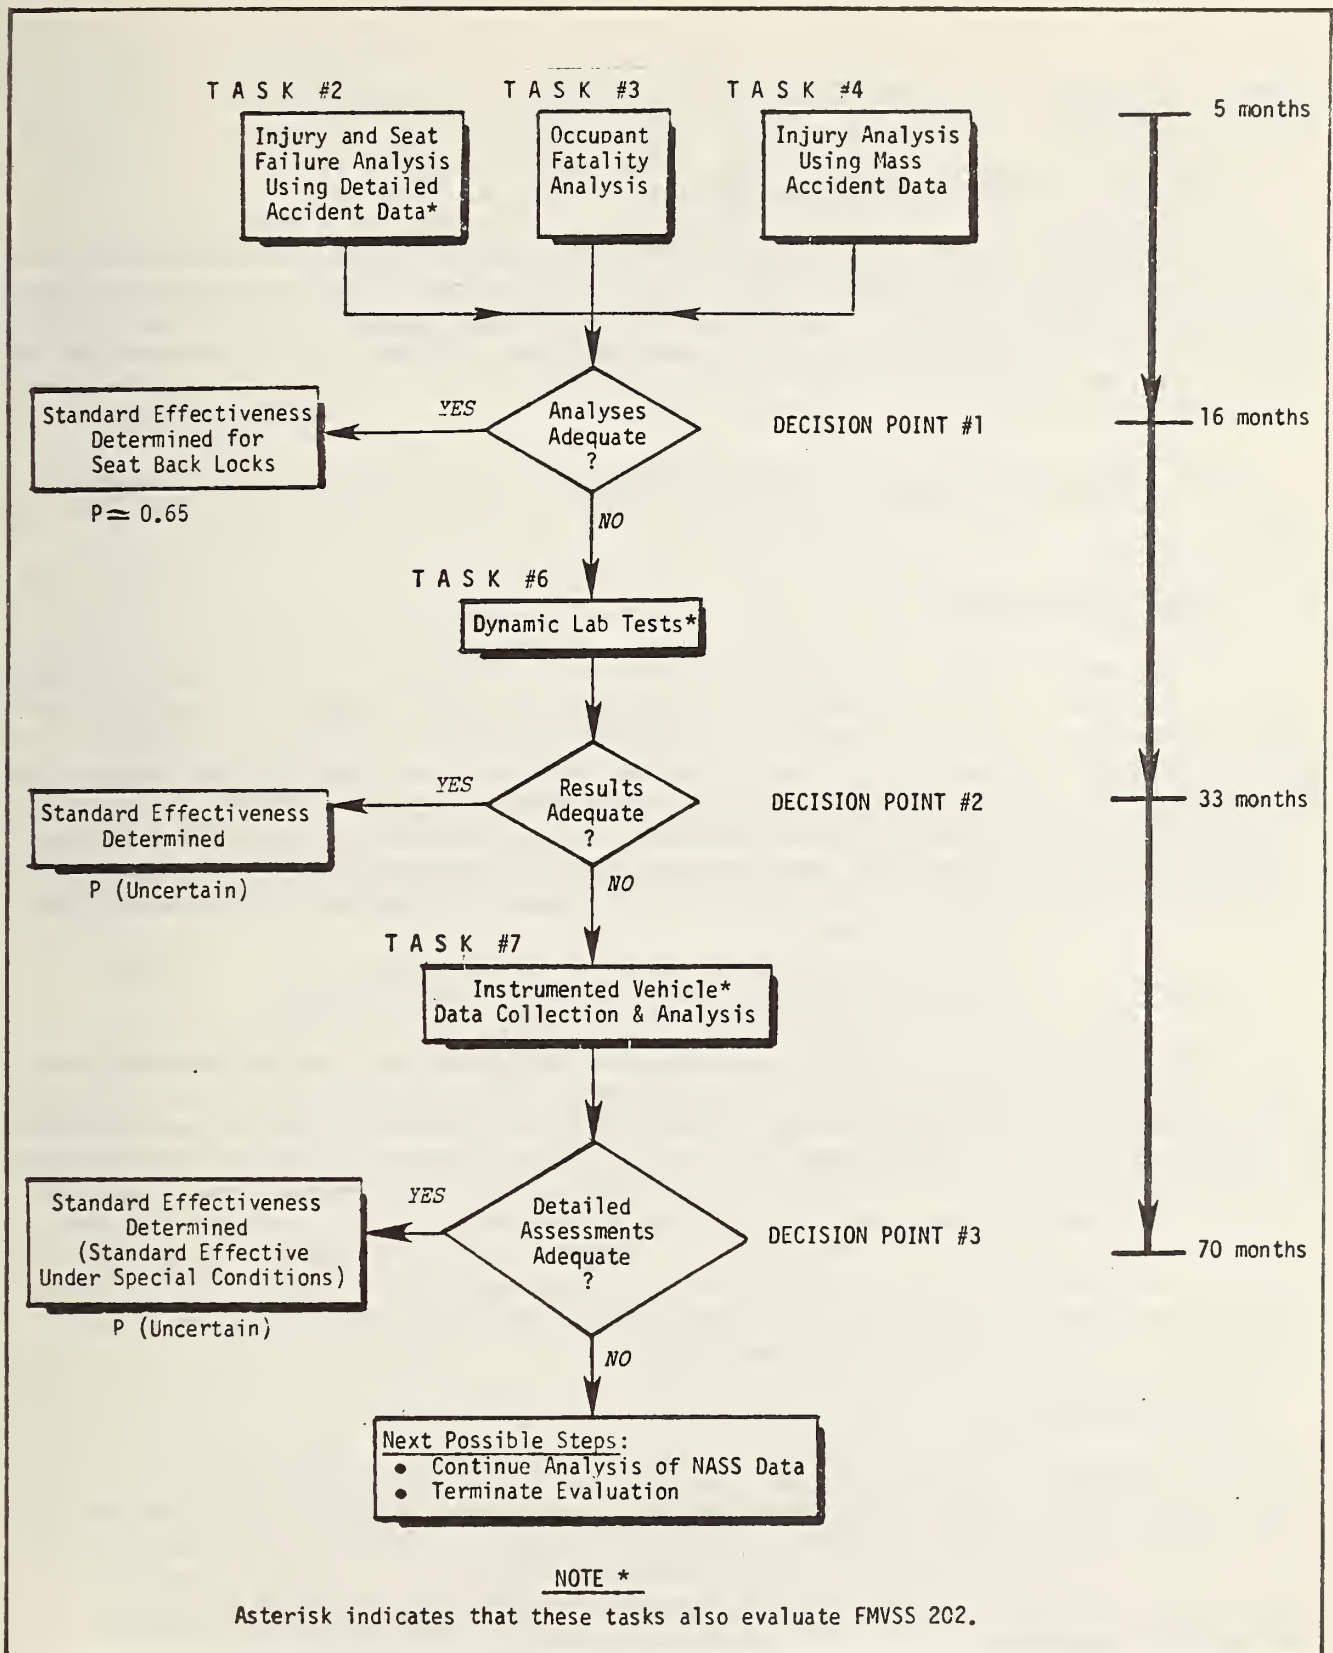 TASK #2
Injury and Seat
Failure Analysis
Using Detailed
Accident Data*
TASK #3
Occupant
Fatality
Analysis
TASK #4
Injury Analysis
Using Mass
Accident Data
5 months
Standard Effectiveness
Determined for
Seat Back Locks
P ≃ 0.65
YES
Analyses
Adequate
?
DECISION POINT #1
16 months
NO
TASK #6
Dynamic Lab Tests*
Standard Effectiveness
Determined
P (Uncertain)
YES
Results
Adequate
?
DECISION POINT #2
33 months
NO
TASK #7
Instrumented Vehicle*
Data Collection & Analysis
Standard Effectiveness
Determined
(Standard Effective
Under Special Conditions)
P (Uncertain)
YES
Detailed
Assessments
Adequate
?
DECISION POINT #3
70 months
NO
Next Possible Steps:
• Continue Analysis of NASS Data
• Terminate Evaluation
NOTE *
Asterisk indicates that these tasks also evaluate FMVSS 202.